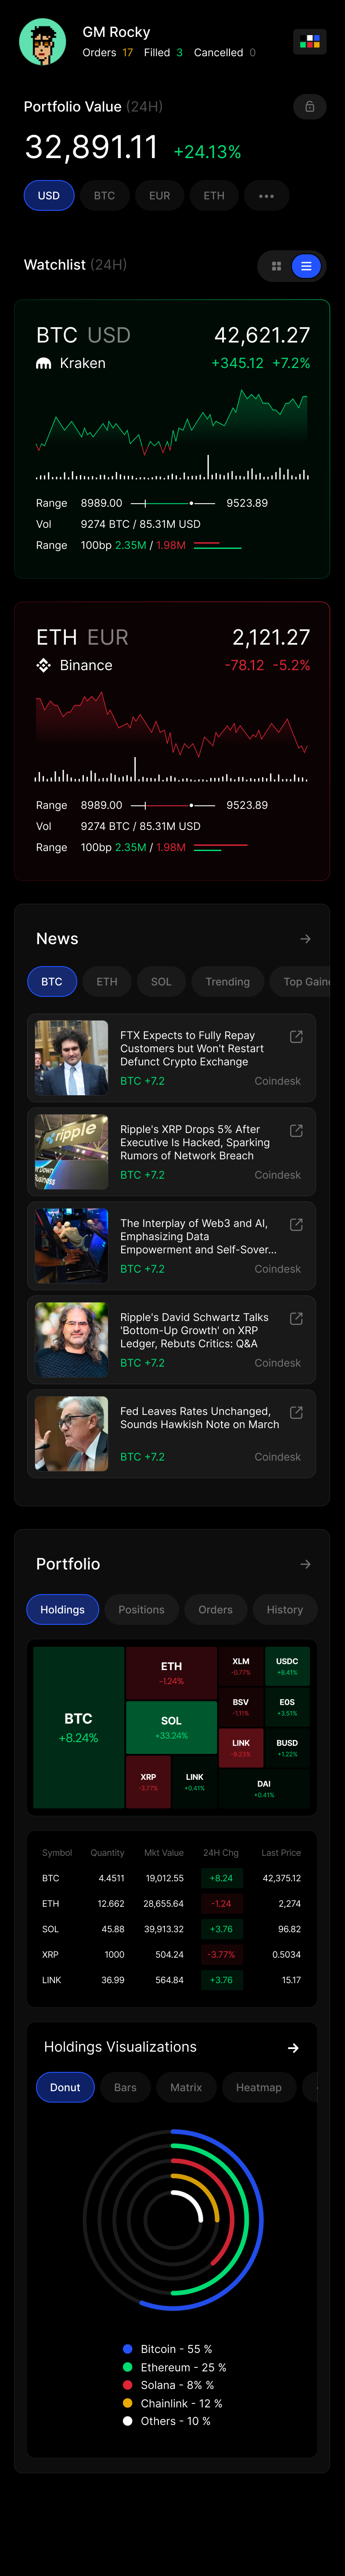 GM Rocky
Orders 17 Filled 3 Cancelled 0
Portfolio Value (24H)
32,891.11 +24.13%
USD BTC EUR ETH •••
Watchlist (24H)
BTC USD 42,621.27
Kraken +345.12 +7.2%
Range 8989.00 9523.89
Vol 9274 BTC / 85.31M USD
Range 100bp 2.35M / 1.98M
ETH EUR 2,121.27
Binance -78.12 -5.2%
Range 8989.00 9523.89
Vol 9274 BTC / 85.31M USD
Range 100bp 2.35M / 1.98M
News
BTC ETH SOL Trending Top Gaine
FTX Expects to Fully Repay
Customers but Won't Restart
Defunct Crypto Exchange
BTC +7.2 Coindesk
ripple
Ripple's XRP Drops 5% After
Executive Is Hacked, Sparking
Rumors of Network Breach
BTC +7.2 Coindesk
The Interplay of Web3 and AI,
Emphasizing Data
Empowerment and Self-Sover...
BTC +7.2 Coindesk
Ripple's David Schwartz Talks
'Bottom-Up Growth' on XRP
Ledger, Rebuts Critics: Q&A
BTC +7.2 Coindesk
Fed Leaves Rates Unchanged,
Sounds Hawkish Note on March
BTC +7.2 Coindesk
Portfolio
Holdings Positions Orders History
BTC
+8.24%
ETH
-1.24%
SOL
+33.24%
XRP
-3.77%
LINK
+0.41%
XLM
-0.77%
USDC
+8.41%
BSV
-1.11%
EOS
+3.51%
LINK
-9.23%
BUSD
+1.22%
DAI
+0.41%
Symbol Quantity Mkt Value 24H Chg Last Price
BTC 4.4511 19,012.55 +8.24 42,375.12
ETH 12.662 28,655.64 -1.24 2,274
SOL 45.88 39,913.32 +3.76 96.82
XRP 1000 504.24 -3.77% 0.5034
LINK 36.99 564.84 +3.76 15.17
Holdings Visualizations
Donut Bars Matrix Heatmap
Bitcoin - 55 %
Ethereum - 25 %
Solana - 8% %
Chainlink - 12 %
Others - 10 %